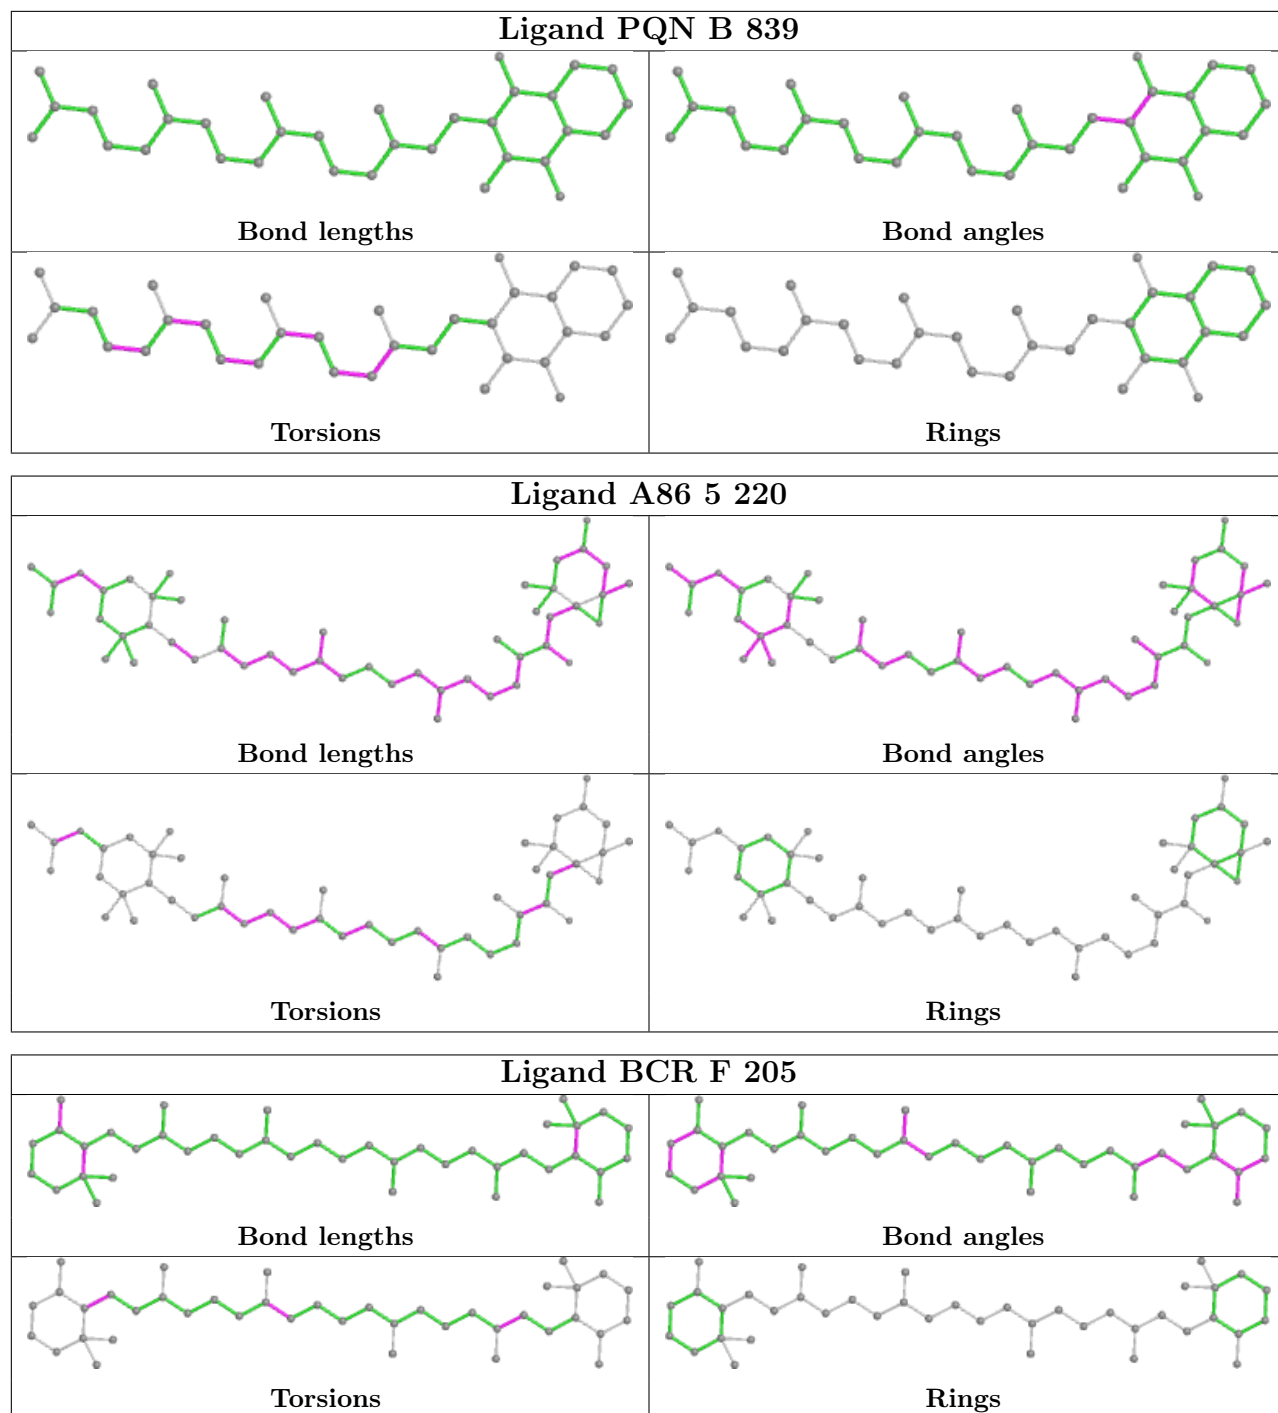 Ligand PQN B 839
Bond lengths
Bond angles
Torsions
Rings
Ligand A86 5 220
Bond lengths
Bond angles
Torsions
Rings
Ligand BCR F 205
Bond lengths
Bond angles
Torsions
Rings